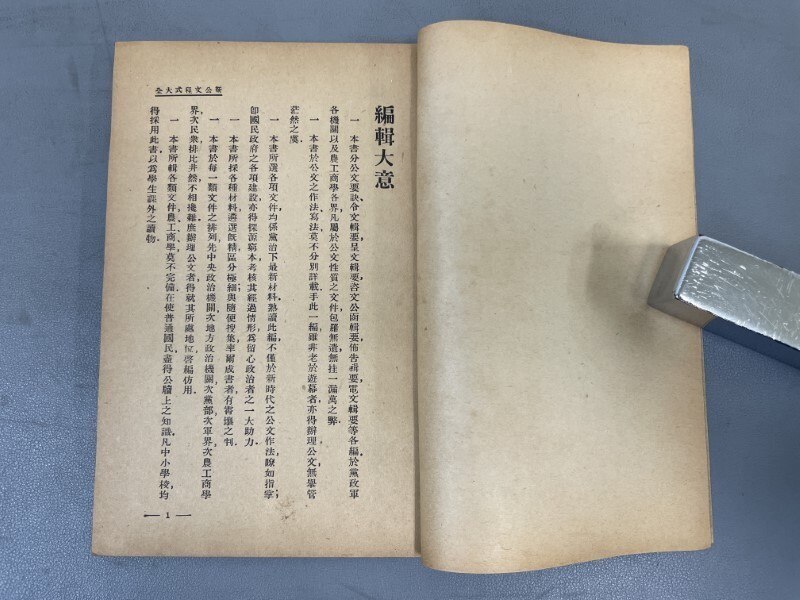 編輯大意
一　本書分公文要訣,令文輯要,呈文輯要,咨文公函輯要,佈告輯要,電文輯要等各編,於黨政軍
各機關以及農工商學各界,凡屬於公文性質之文件,包羅無遺,無挂一漏萬之弊.
一　本書於公文之作法寫法,莫不分別詳載,手此一編,雖非老於遊幕者,亦得辦理公文,無舉管
茫然之虞.
一　本書所選各項文件,均係黨治下最新材料,熟讀此編,不僅於新時代之公文作法,瞭如指掌;
卽國民政府之各項建設,亦得探源窮本,考核其經過情形,爲留心政治者之一大助力.
一　本書所採各種材料,選旣精,區分極細,與隨便搜集,率爾成書者,有霄壤之判.
一　本書於每一類文件之排列,先中央政治機關,次地方政治機關,次黨部,次軍界,次農工商學
界,次民衆,排比井然,不相攙雜,庶辦理公文者,得就其所處地位,啓編仿用.
一　本書所輯各類文件,農工商學,莫不完備,在使普通國民,盡得公牘上之知識,凡中小學校,均
得採用此書,以爲學生課外之讀物.
新公文程式大全
1